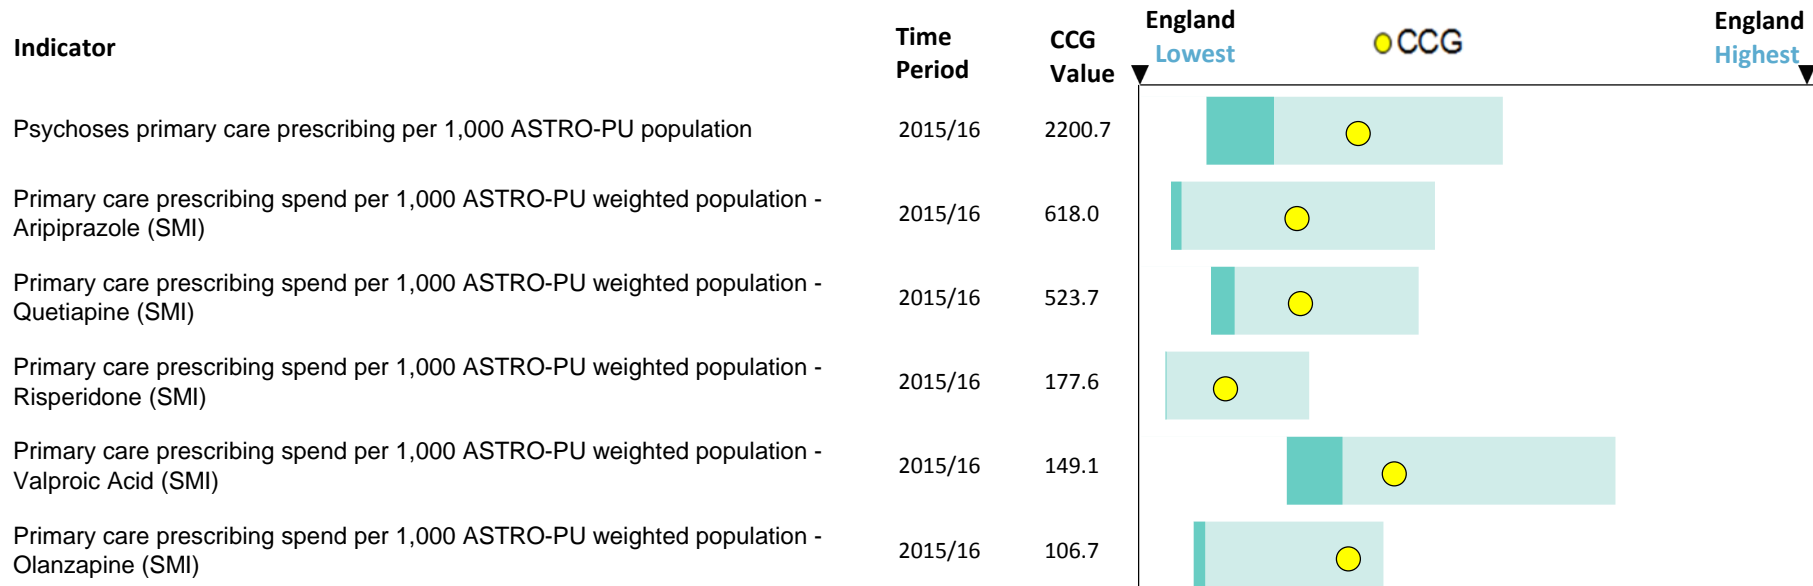 Indicator
Time
Period
CCG
Value
England
Lowest
CCG
England
Highest
Psychoses primary care prescribing per 1,000 ASTRO-PU population
2015/16
2200.7
Primary care prescribing spend per 1,000 ASTRO-PU weighted population -
Aripiprazole (SMI)
2015/16
618.0
Primary care prescribing spend per 1,000 ASTRO-PU weighted population -
Quetiapine (SMI)
2015/16
523.7
Primary care prescribing spend per 1,000 ASTRO-PU weighted population -
Risperidone (SMI)
2015/16
177.6
Primary care prescribing spend per 1,000 ASTRO-PU weighted population -
Valproic Acid (SMI)
2015/16
149.1
Primary care prescribing spend per 1,000 ASTRO-PU weighted population -
Olanzapine (SMI)
2015/16
106.7